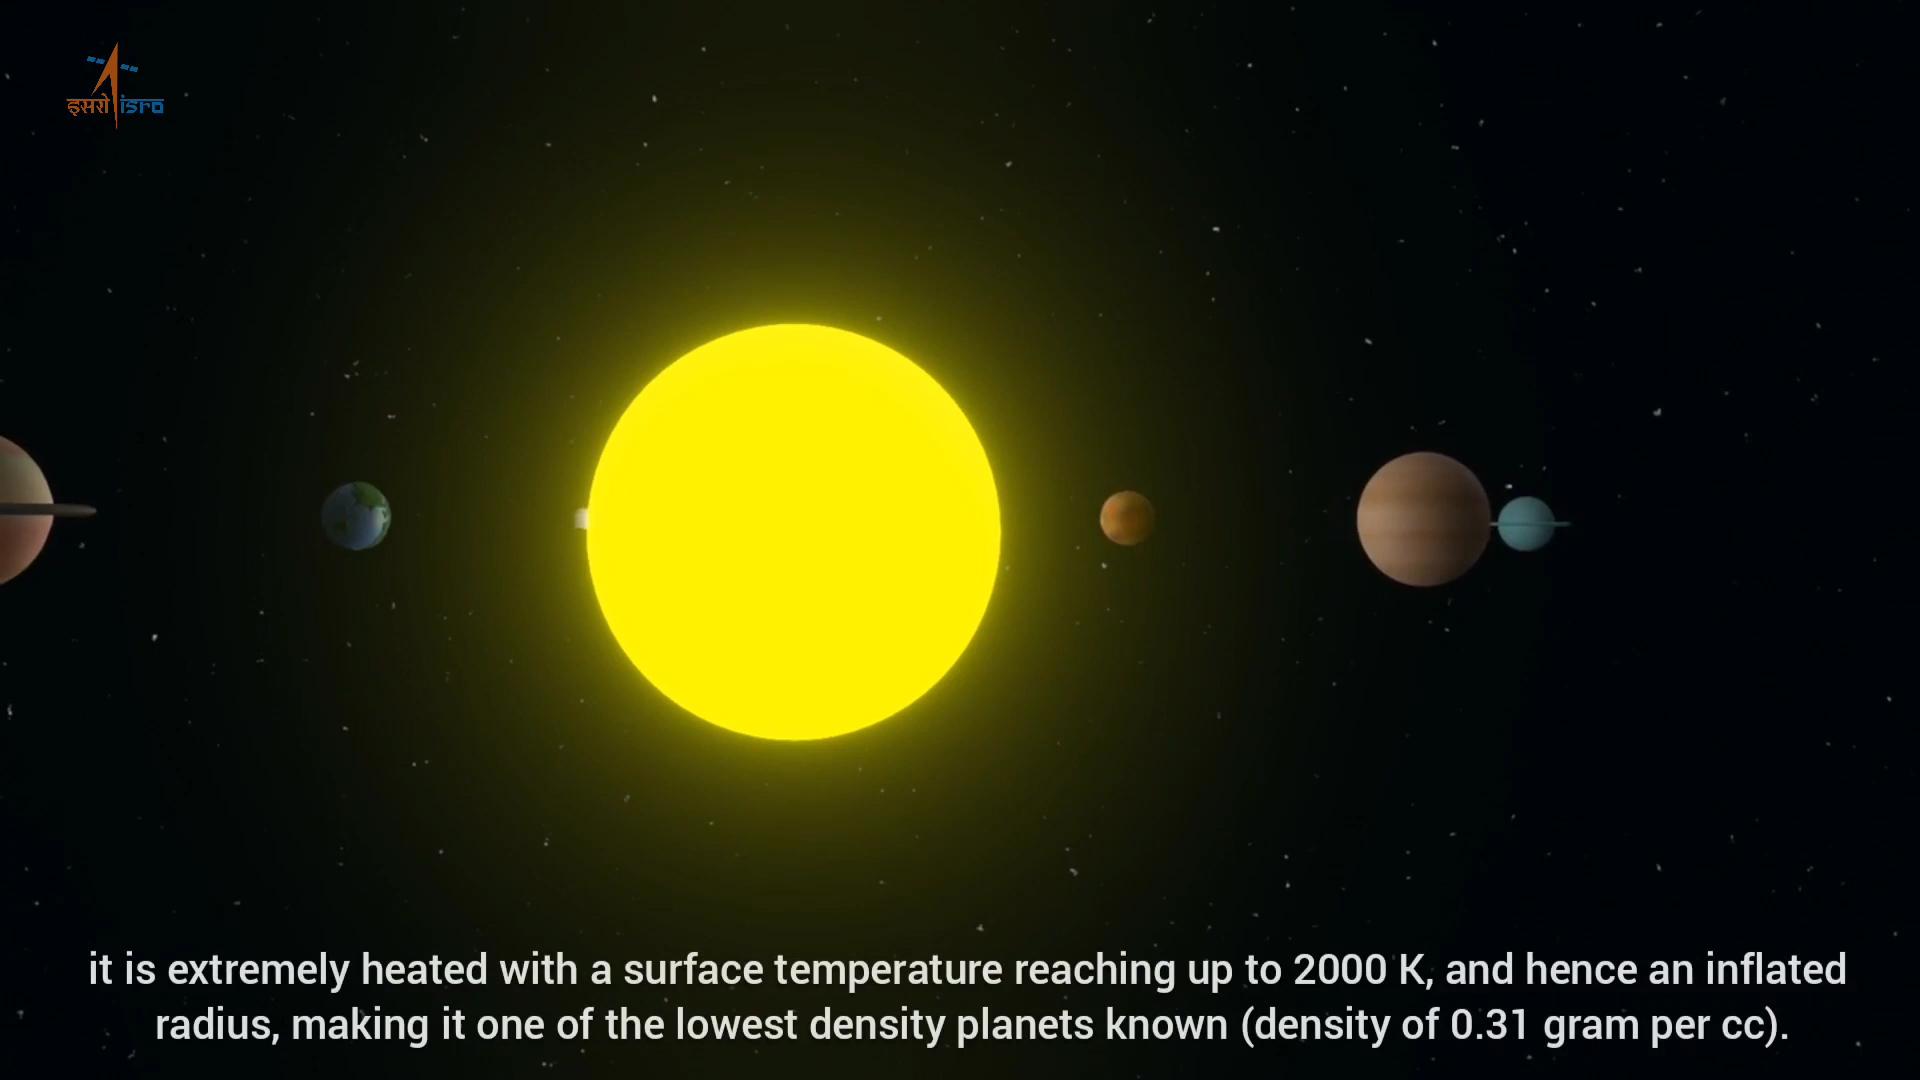 इसरो isro
it is extremely heated with a surface temperature reaching up to 2000 K, and hence an inflated
radius, making it one of the lowest density planets known (density of 0.31 gram per cc).